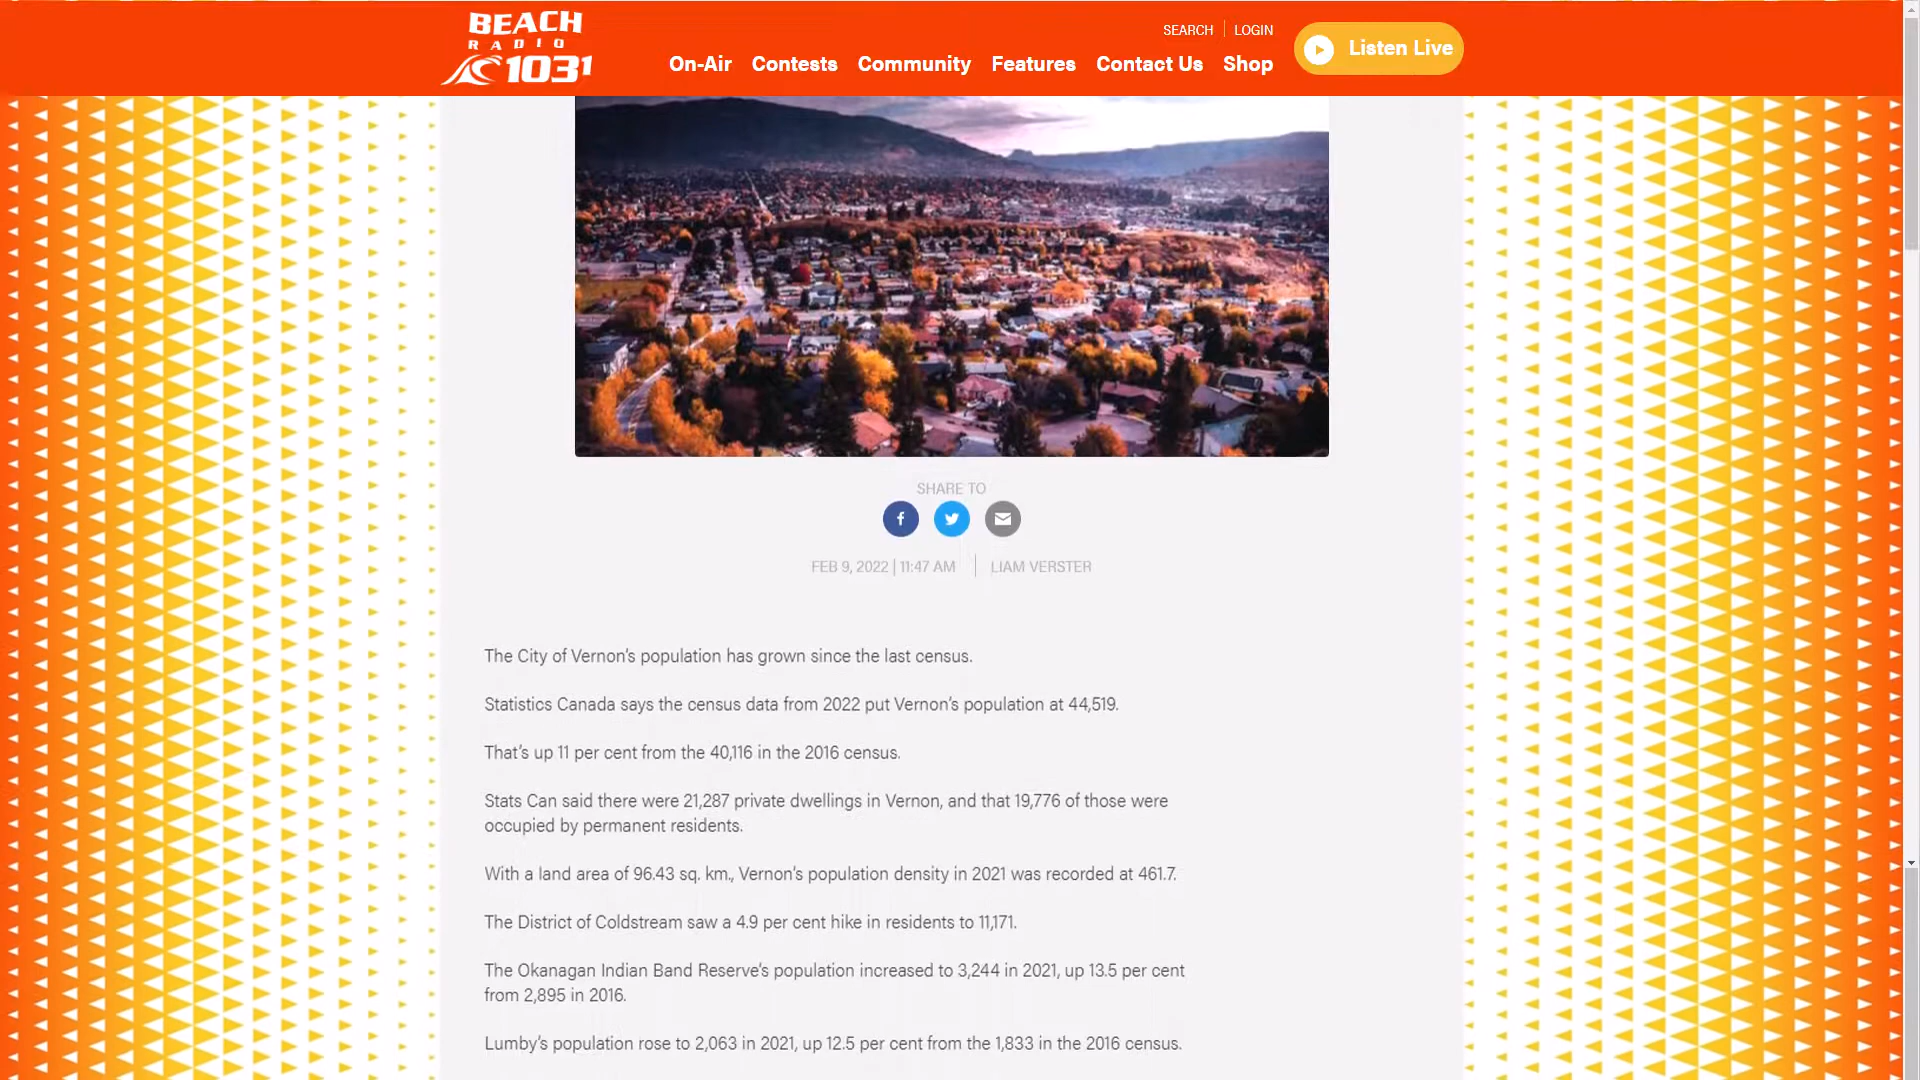 BEACH
RADIO
103.1
SEARCH
LOGIN
On-Air
Contests
Community
Features
Contact Us
Shop
Listen Live
SHARE TO
FEB 9, 2022 | 11:47 AM
LIAM VERSTER
The City of Vernon's population has grown since the last census.
Statistics Canada says the census data from 2022 put Vernon's population at 44,519.
That's up 11 per cent from the 40,116 in the 2016 census.
Stats Can said there were 21,287 private dwellings in Vernon, and that 19,776 of those were
occupied by permanent residents.
With a land area of 96.43 sq. km., Vernon's population density in 2021 was recorded at 461.7.
The District of Coldstream saw a 4.9 per cent hike in residents to 11,171.
The Okanagan Indian Band Reserve's population increased to 3,244 in 2021, up 13.5 per cent
from 2,895 in 2016.
Lumby's population rose to 2,063 in 2021, up 12.5 per cent from the 1,833 in the 2016 census.